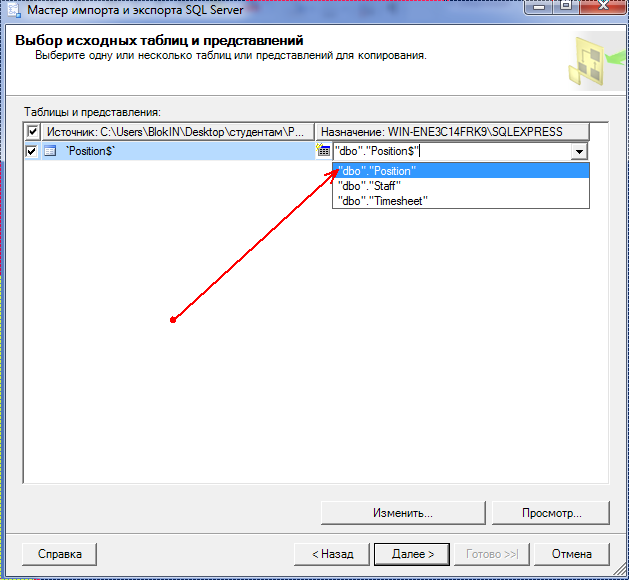 Мастер импорта и экспорта SQL Server
Выбор исходных таблиц и представлений
Выберите одну или несколько таблиц или представлений для копирования.
Таблицы и представления:
Источник: C:\Users\BlokIN\Desktop\студентам\P... Назначение: WIN-ENE3C14FRK9\SQLEXPRESS
`Position$` "dbo"."Position$"
"dbo"."Position"
"dbo"."Staff"
"dbo"."Timesheet"
Изменить... Просмотр...
Справка < Назад Далее > Готово >>| Отмена